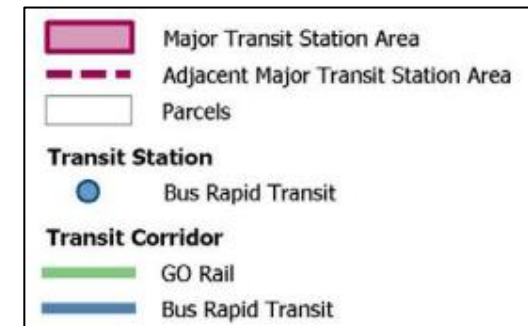 Major Transit Station Area
Adjacent Major Transit Station Area
Parcels
Transit Station
Bus Rapid Transit
Transit Corridor
GO Rail
Bus Rapid Transit